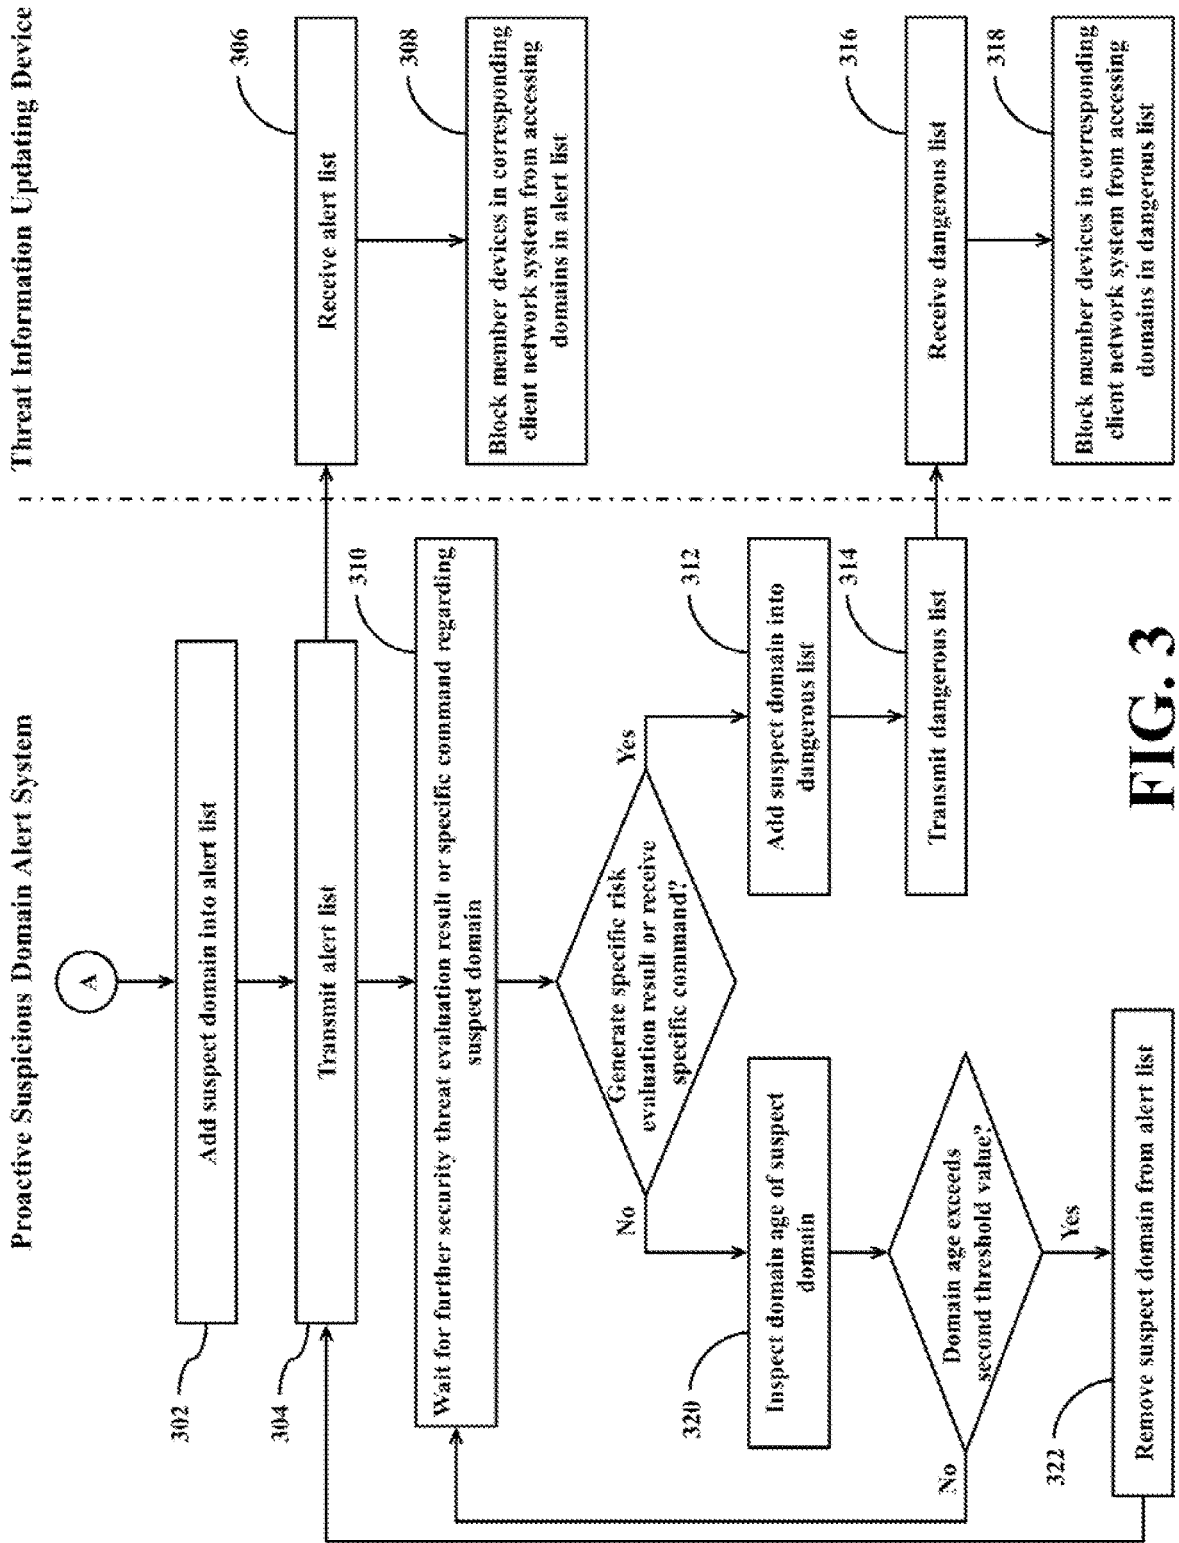 Proactive Suspicious Domain Alert System
Threat Information Updating Device
A
302
Add suspect domain into alert list
304
Transmit alert list
306
Receive alert list
308
Block member devices in corresponding
client network system from accessing
domains in alert list
310
Wait for further security threat evaluation result or specific command regarding
suspect domain
Generate specific risk
evaluation result or receive
specific command?
Yes
No
312
Add suspect domain into
dangerous list
314
Transmit dangerous list
316
Receive dangerous list
318
Block member devices in corresponding
client network system from accessing
domains in dangerous list
320
Inspect domain age of suspect
domain
Domain age exceeds
second threshold value?
No
Yes
322
Remove suspect domain from alert list
FIG. 3